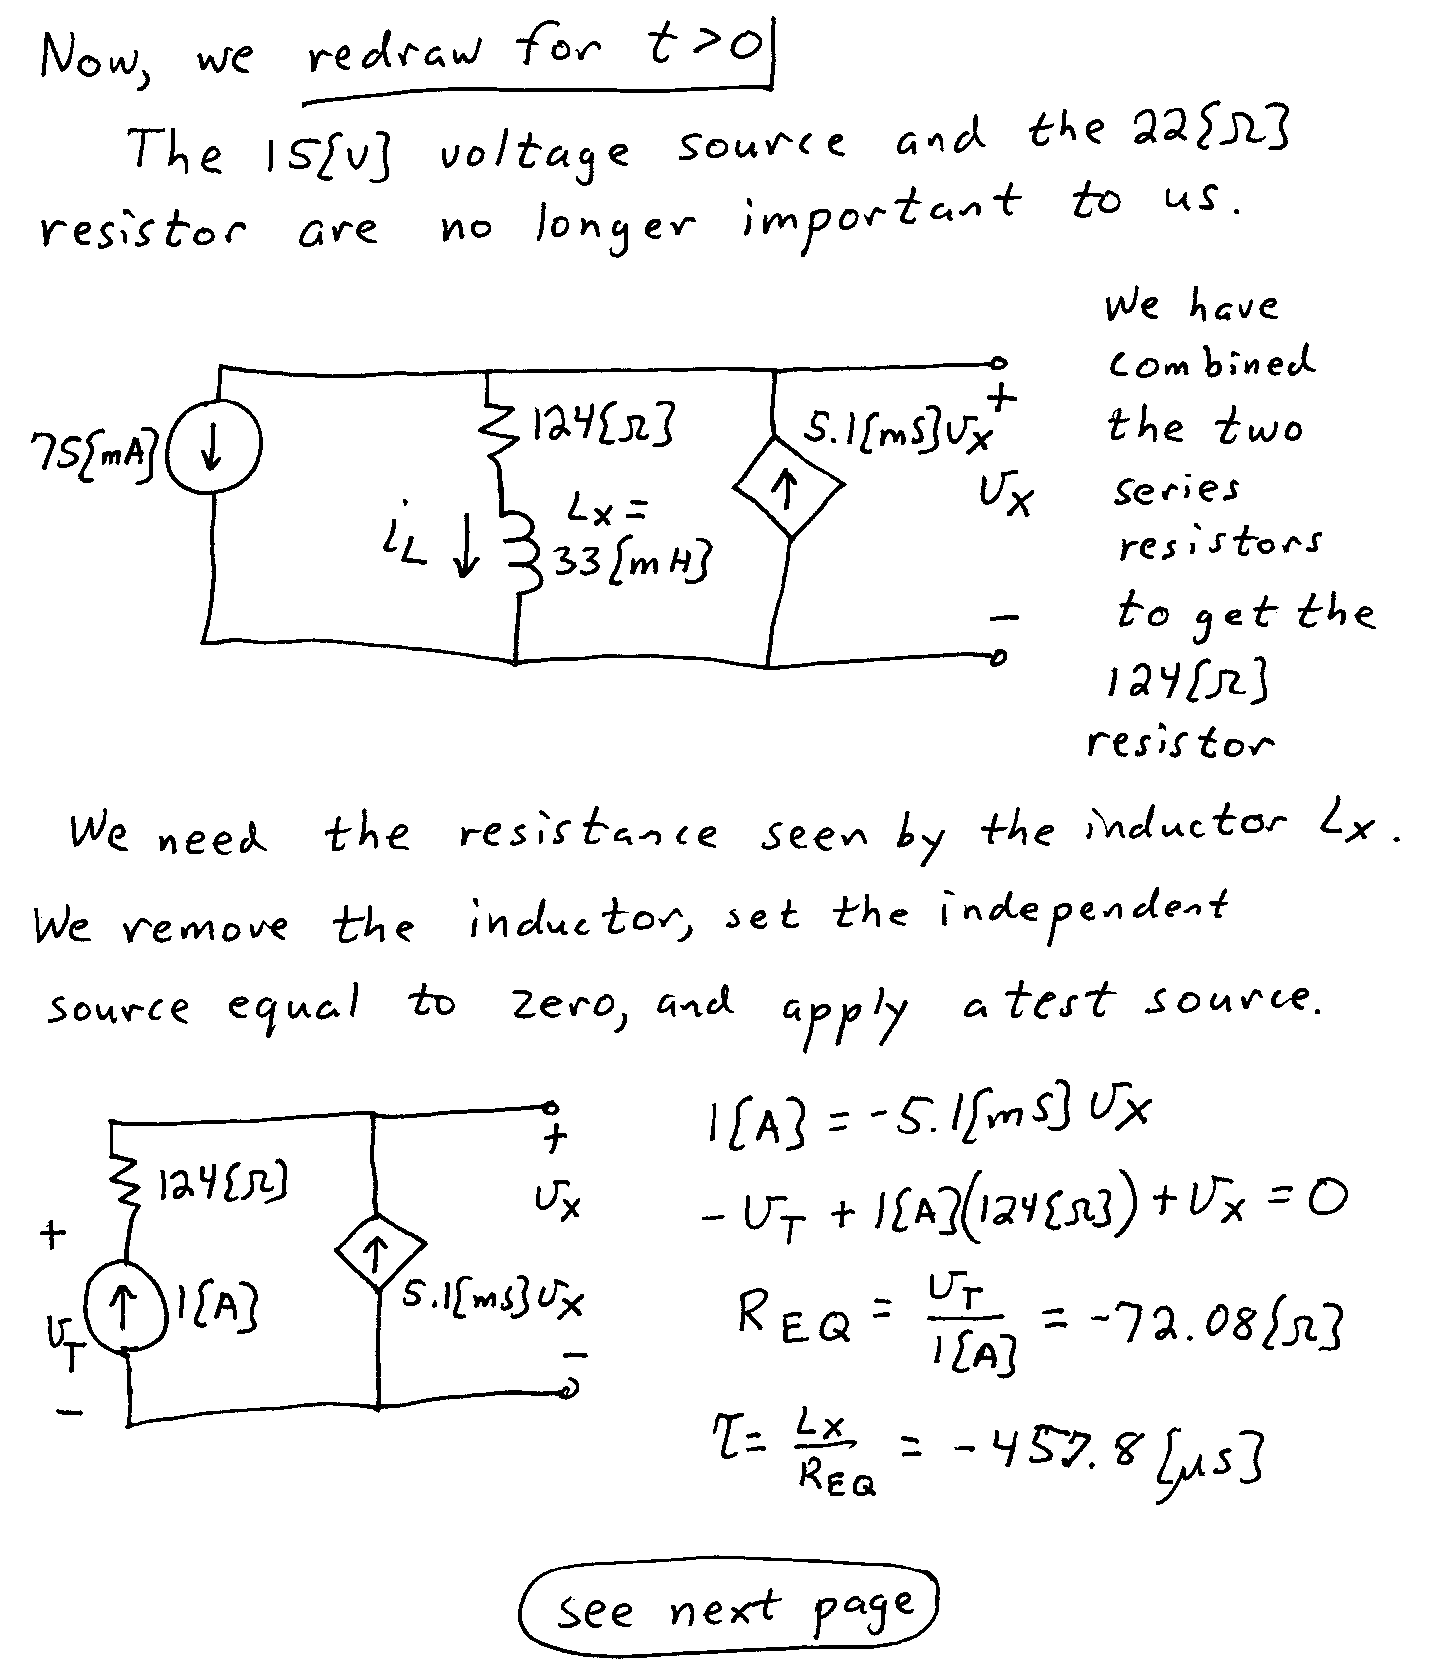 Now, we redraw for t>0
The 15[V] voltage source and the 22[Ω]
resistor are no longer important to us.
We have
combined
the two
series
resistors
to get the
124[Ω]
resistor
75[mA]
124[Ω]
5.1[mS]vX
+
iL
LX =
33[mH]
vX
-
We need the resistance seen by the inductor LX.
We remove the inductor, set the independent
source equal to zero, and apply a test source.
124[Ω]
+
vX
+
1[A]
5.1[mS]vX
vT
-
-
1[A] = -5.1[mS] vX
-vT + 1[A](124[Ω]) + vX = 0
REQ = vT / 1[A] = -72.08[Ω]
τ = LX / REQ = -457.8[μs]
see next page